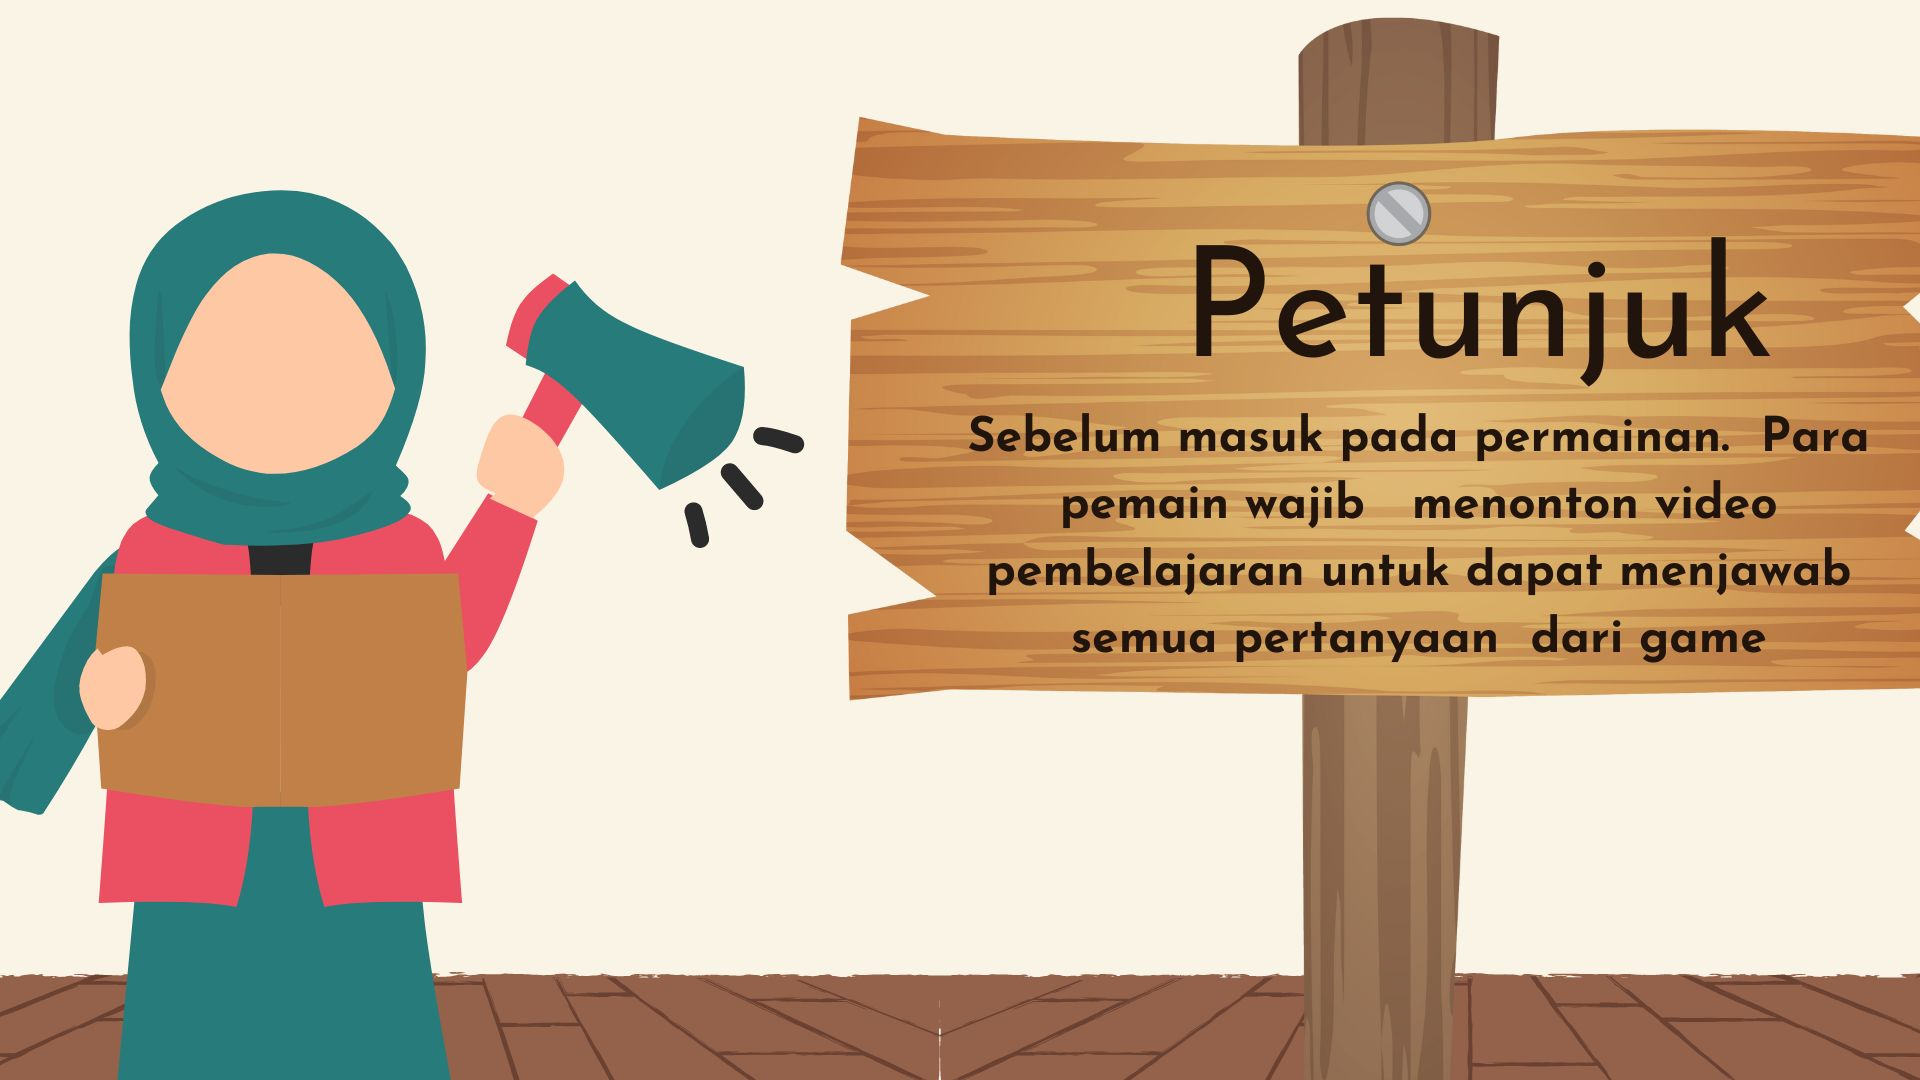 Petunjuk
Sebelum masuk pada permainan. Para
pemain wajib menonton video
pembelajaran untuk dapat menjawab
semua pertanyaan dari game